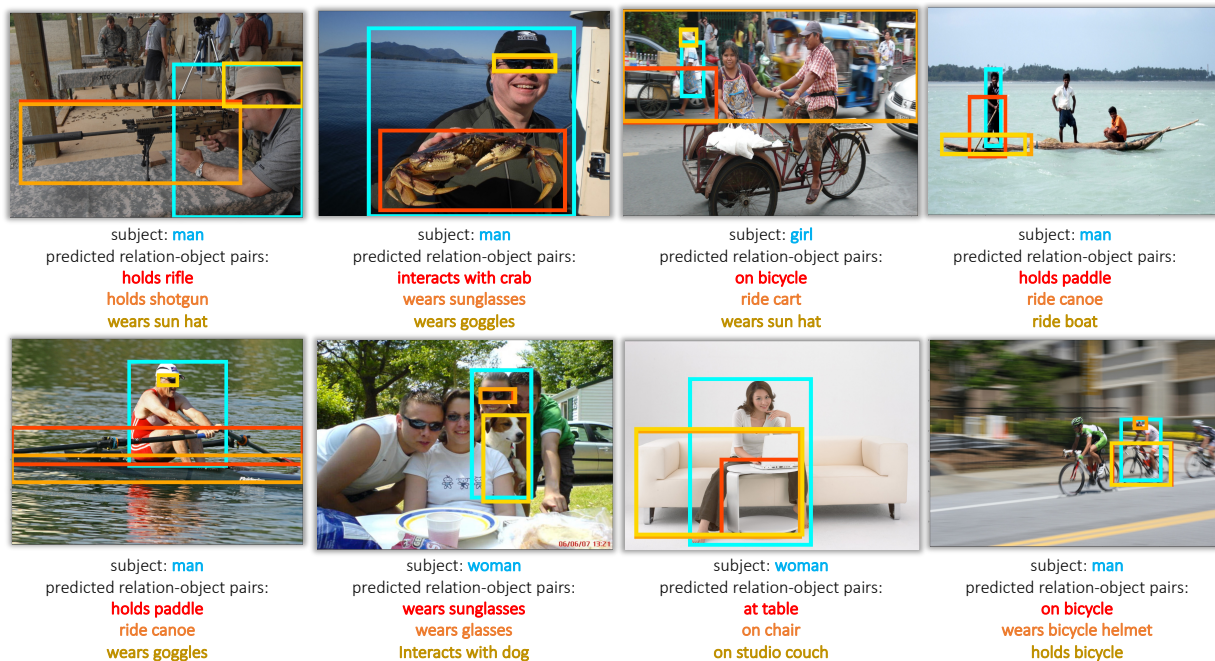 subject: man
predicted relation-object pairs:
holds rifle
holds shotgun
wears sun hat
subject: man
predicted relation-object pairs:
interacts with crab
wears sunglasses
wears goggles
subject: girl
predicted relation-object pairs:
on bicycle
ride cart
wears sun hat
subject: man
predicted relation-object pairs:
holds paddle
ride canoe
ride boat
06/06/07 13:21
subject: man
predicted relation-object pairs:
holds paddle
ride canoe
wears goggles
subject: woman
predicted relation-object pairs:
wears sunglasses
wears glasses
Interacts with dog
subject: woman
predicted relation-object pairs:
at table
on chair
on studio couch
subject: man
predicted relation-object pairs:
on bicycle
wears bicycle helmet
holds bicycle